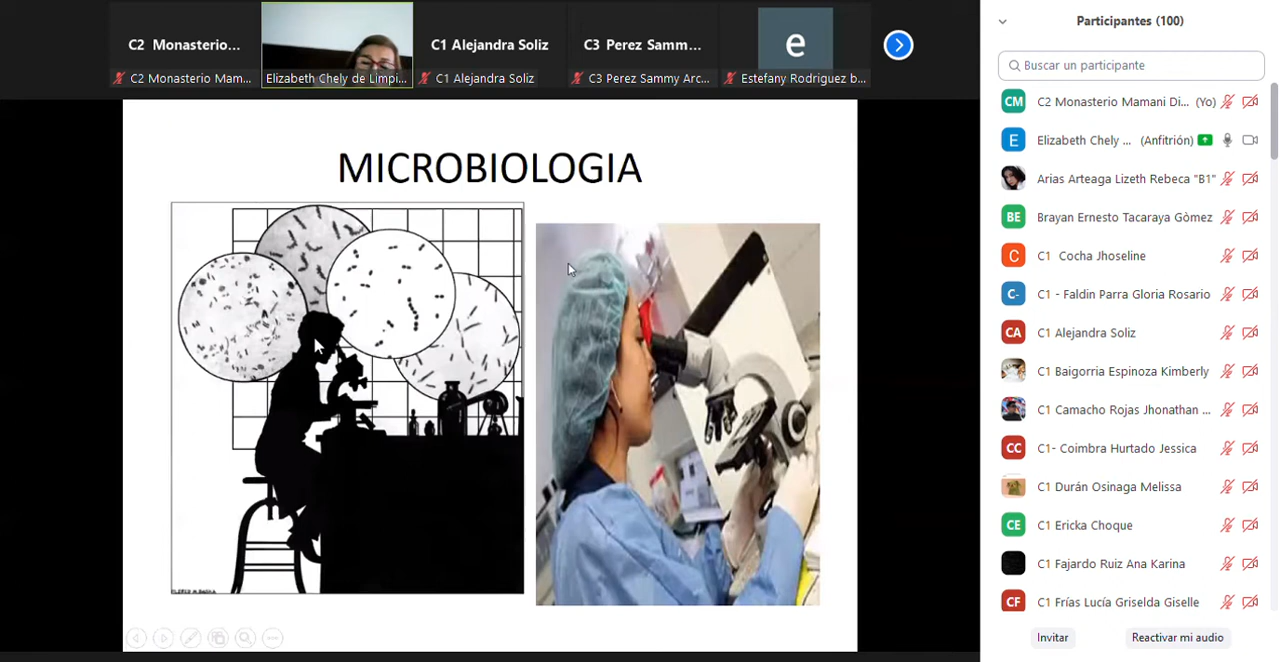 C2 Monasterio...
C2 Monasterio Mam...
Elizabeth Chely de Limpi...
C1 Alejandra Soliz
C1 Alejandra Soliz
C3 Perez Samm...
C3 Perez Sammy Arc...
e
Estefany Rodriguez b...
MICROBIOLOGIA
Participantes (100)
Buscar un participante
CM C2 Monasterio Mamani Di... (Yo)
E Elizabeth Chely ... (Anfitrión)
Arias Arteaga Lizeth Rebeca "B1"
BE Brayan Ernesto Tacaraya Gòmez
C C1 Cocha Jhoseline
C- C1 - Faldin Parra Gloria Rosario
CA C1 Alejandra Soliz
C1 Baigorria Espinoza Kimberly
C1 Camacho Rojas Jhonathan ...
CC C1- Coimbra Hurtado Jessica
C1 Durán Osinaga Melissa
CE C1 Ericka Choque
C1 Fajardo Ruiz Ana Karina
CF C1 Frías Lucía Griselda Giselle
Invitar
Reactivar mi audio